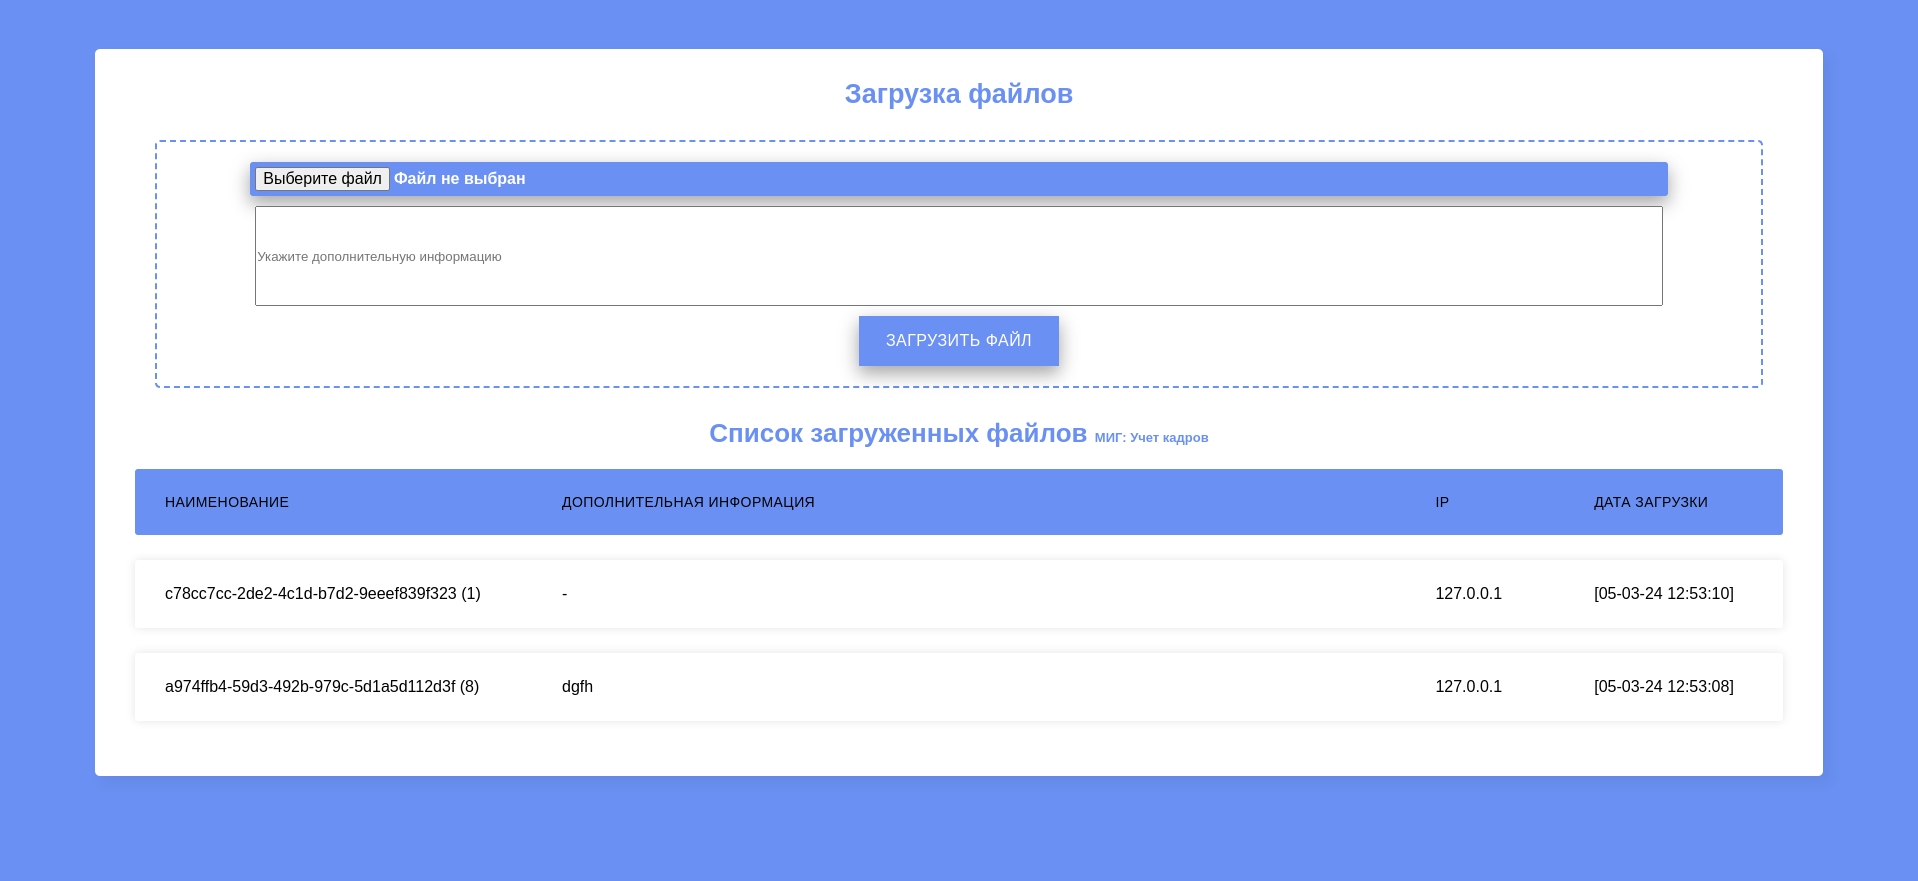 Загрузка файлов
Выберите файл Файл не выбран
Укажите дополнительную информацию
ЗАГРУЗИТЬ ФАЙЛ
Список загруженных файлов МИГ: Учет кадров
НАИМЕНОВАНИЕ ДОПОЛНИТЕЛЬНАЯ ИНФОРМАЦИЯ IP ДАТА ЗАГРУЗКИ
c78cc7cc-2de2-4c1d-b7d2-9eeef839f323 (1) - 127.0.0.1 [05-03-24 12:53:10]
a974ffb4-59d3-492b-979c-5d1a5d112d3f (8) dgfh 127.0.0.1 [05-03-24 12:53:08]